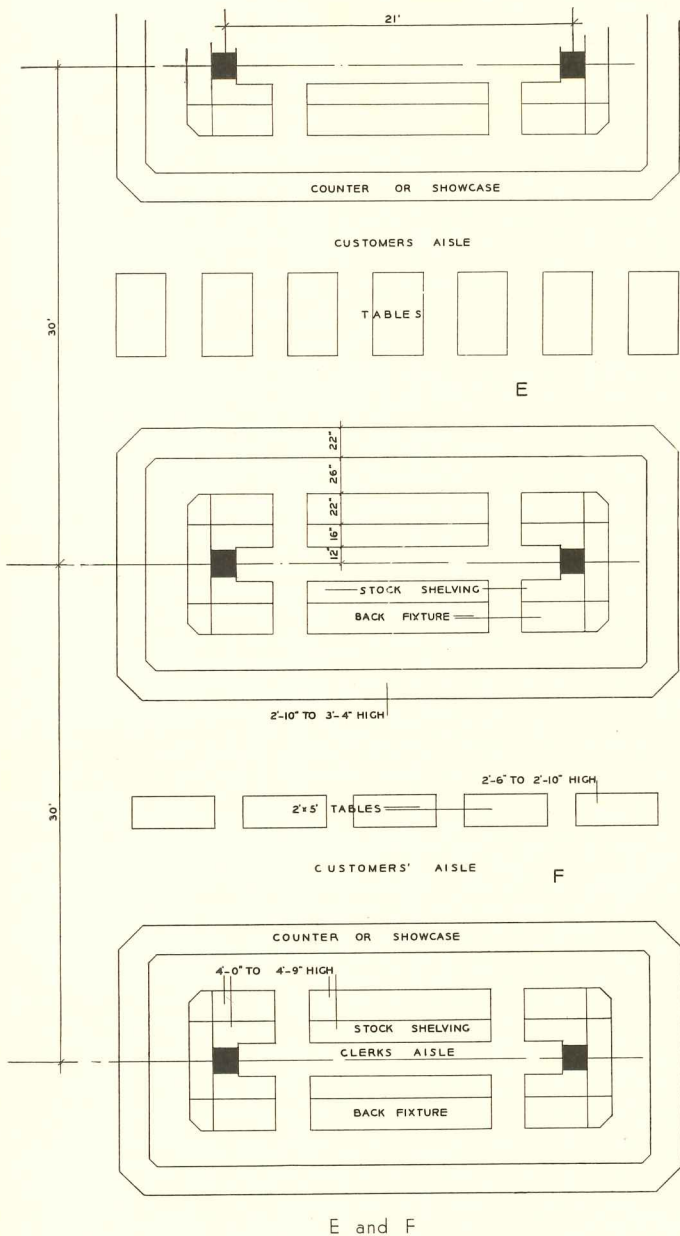 21'
COUNTER OR SHOWCASE
CUSTOMERS AISLE
30'
TABLES
E
22"
26"
22"
16"
12"
STOCK SHELVING
BACK FIXTURE
2'-10" TO 3'-4" HIGH
30'
2'-6" TO 2'-10" HIGH
2'x5' TABLES
CUSTOMERS' AISLE
F
COUNTER OR SHOWCASE
4'-0" TO 4'-9" HIGH
STOCK SHELVING
CLERKS AISLE
BACK FIXTURE
E and F